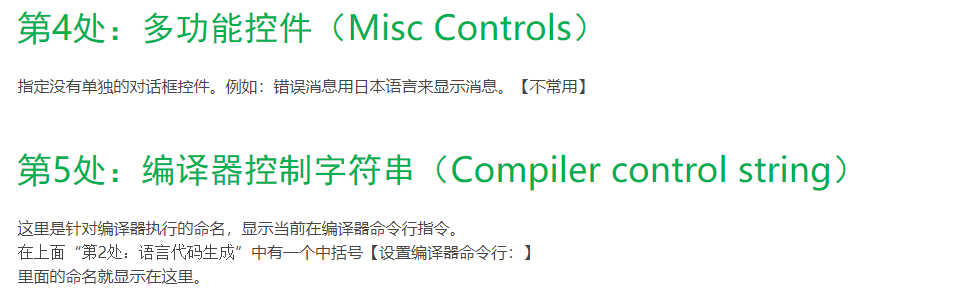 第4处：多功能控件（Misc Controls）
指定没有单独的对话框控件。例如：错误消息用日本语言来显示消息。【不常用】
第5处：编译器控制字符串（Compiler control string）
这里是针对编译器执行的命名，显示当前在编译器命令行指令。
在上面“第2处：语言代码生成”中有一个中括号【设置编译器命令行：】
里面的命名就显示在这里。